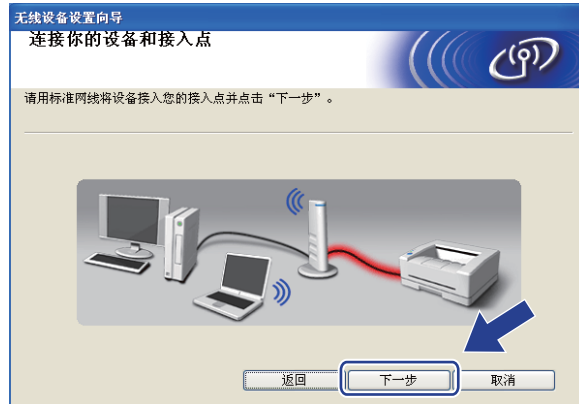 无线设备设置向导
连接你的设备和接入点
请用标准网线将设备接入您的接入点并点击“下一步”。
返回 下一步 取消